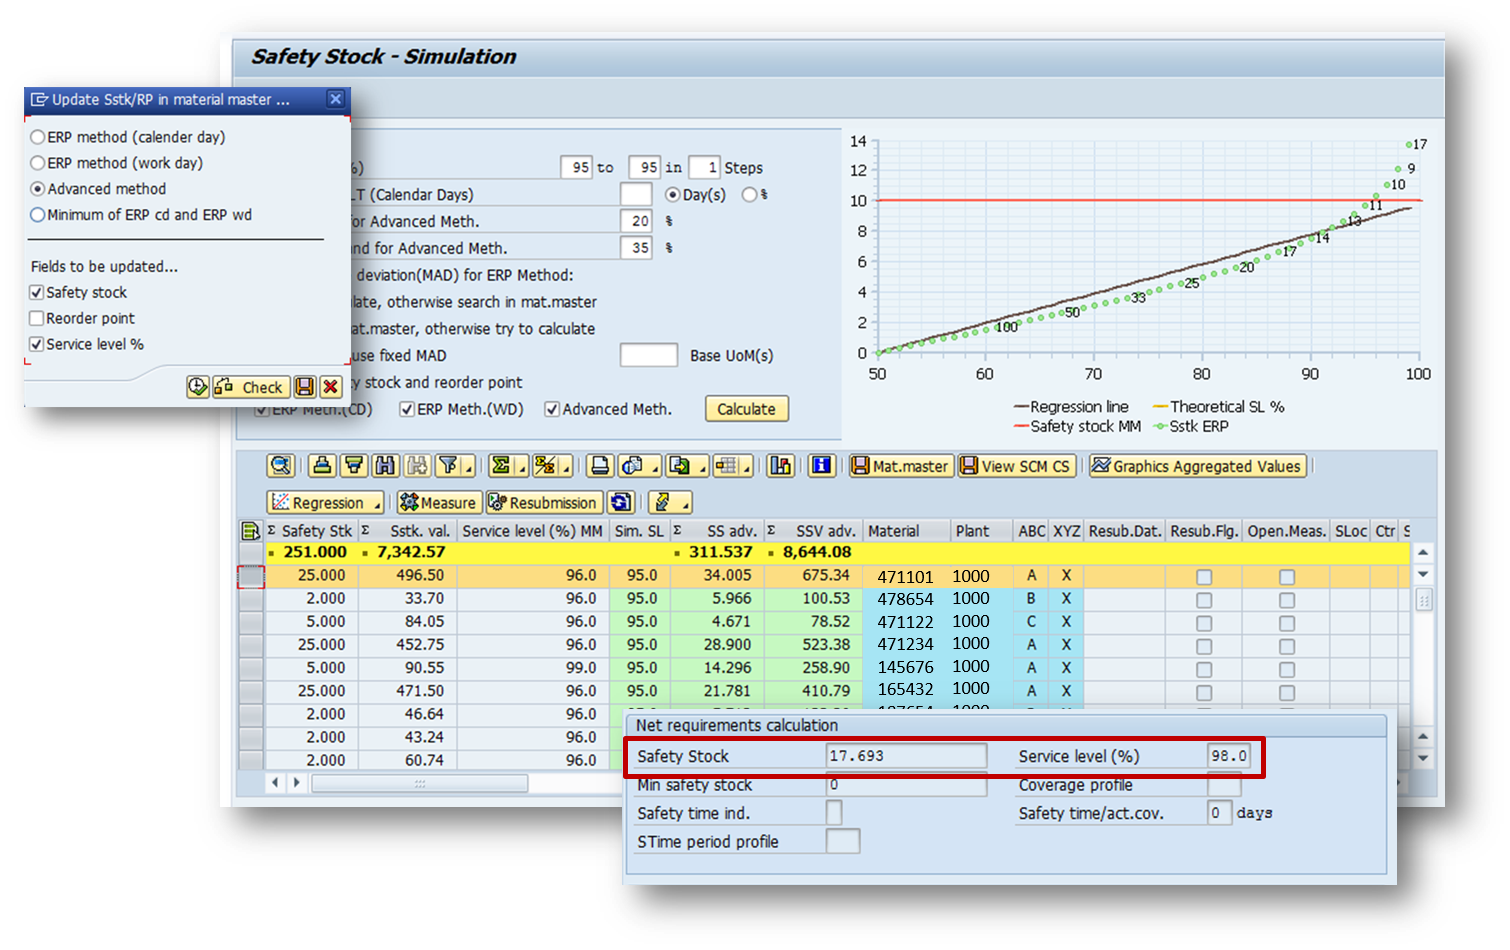 Safety Stock - Simulation
Update Sstk/RP in material master ...
ERP method (calender day)
ERP method (work day)
Advanced method
Minimum of ERP cd and ERP wd
Fields to be updated...
Safety stock
Reorder point
Service level %
Check
%) 95 to 95 in 1 Steps
LT (Calendar Days) Day(s) %
for Advanced Meth. 20 %
and for Advanced Meth. 35 %
deviation(MAD) for ERP Method:
late, otherwise search in mat.master
mat.master, otherwise try to calculate
use fixed MAD Base UoM(s)
ty stock and reorder point
ERP Meth.(CD) ERP Meth.(WD) Advanced Meth. Calculate
14
12
10
8
6
4
2
0
50 60 70 80 90 100
100 50 33 25 20 17 14 13 11 10 9 17
Regression line Theoretical SL %
Safety stock MM Sstk ERP
Mat.master View SCM CS Graphics Aggregated Values
Regression Measure Resubmission
Σ Safety Stk Σ Sstk. val. Service level (%) MM Sim. SL Σ SS adv. Σ SSV adv. Material Plant ABC XYZ Resub.Dat. Resub.Flg. Open.Meas. SLoc Ctr S
251.000 7,342.57 311.537 8,644.08
25.000 496.50 96.0 95.0 34.005 675.34 471101 1000 A X
2.000 33.70 96.0 95.0 5.966 100.53 478654 1000 B X
5.000 84.05 96.0 95.0 4.671 78.52 471122 1000 C X
25.000 452.75 96.0 95.0 28.900 523.38 471234 1000 A X
5.000 90.55 99.0 95.0 14.296 258.90 145676 1000 A X
25.000 471.50 96.0 95.0 21.781 410.79 165432 1000 A X
2.000 46.64 96.0
2.000 43.24 96.0
2.000 60.74 96.0
Net requirements calculation
Safety Stock 17.693 Service level (%) 98.0
Min safety stock 0 Coverage profile
Safety time ind. Safety time/act.cov. 0 days
STime period profile